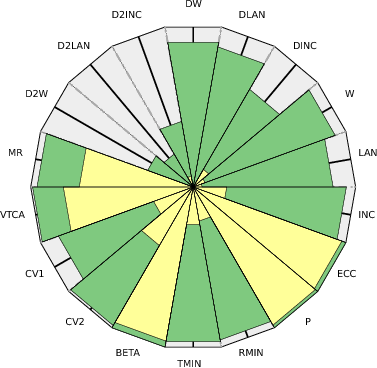 DW
DLAN
DINC
W
LAN
INC
ECC
P
RMIN
TMIN
BETA
CV2
CV1
VTCA
MR
D2W
D2LAN
D2INC